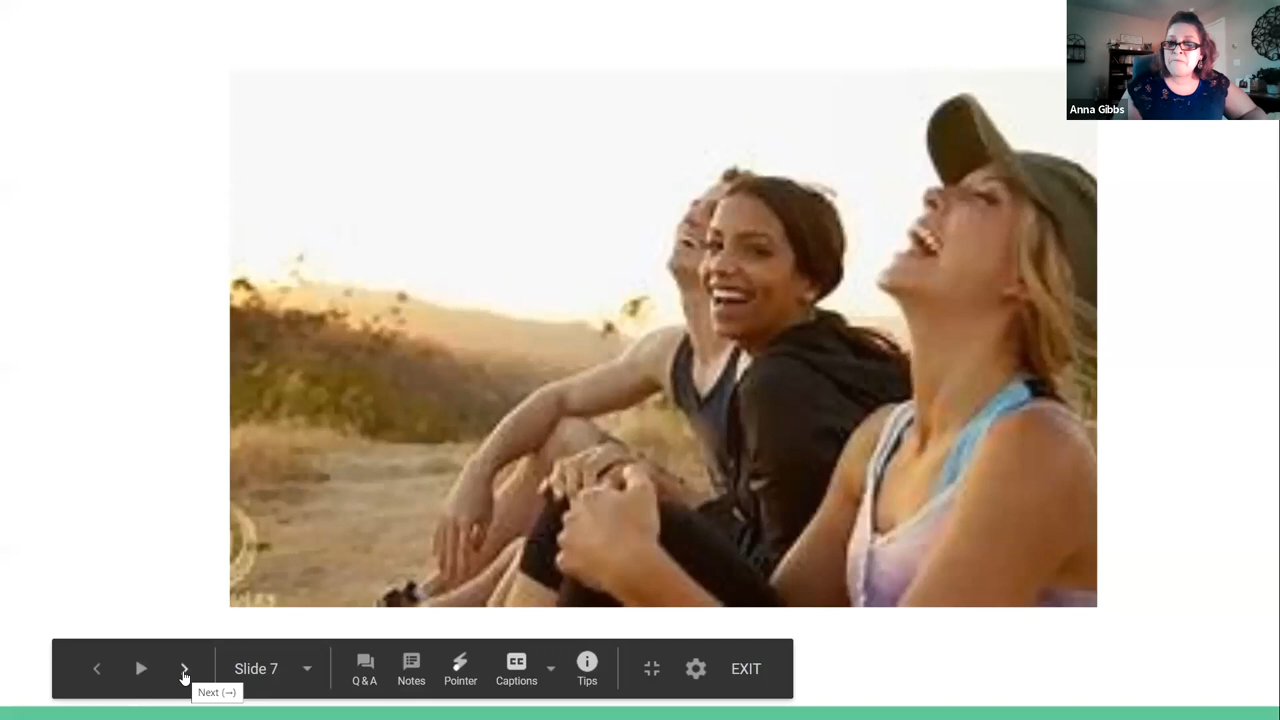 Anna Gibbs
Slide 7
Q & A
Notes
Pointer
CC
Captions
Tips
EXIT
Next (→)